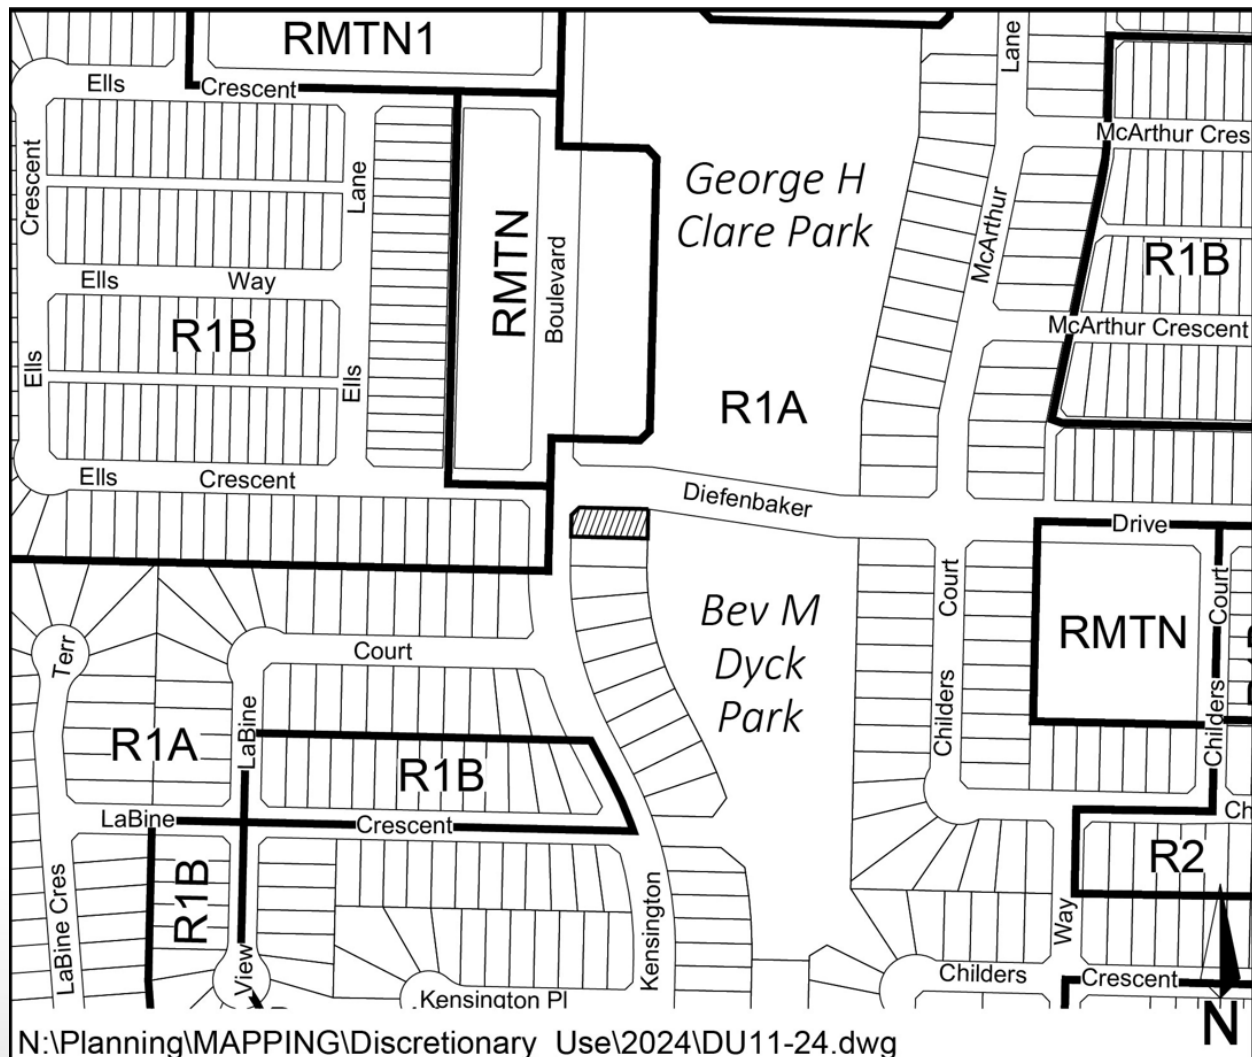 RMTN1
Lane
Ells
Crescent
McArthur Cres
Crescent
Lane
George H
Clare Park
McArthur
RMTN
Boulevard
R1B
Ells
Way
R1B
McArthur Crescent
Ells
Ells
R1A
Ells
Crescent
Diefenbaker
Drive
Court
Court
Bev M
Dyck
Park
RMTN
Terr
Court
LaBine
Childers
Childers
R1A
R1B
LaBine
Crescent
Ch
R2
R1B
LaBine Cres
Kensington
Way
View
Childers
Crescent
Kensington Pl
N
N:\Planning\MAPPING\Discretionary Use\2024\DU11-24.dwg